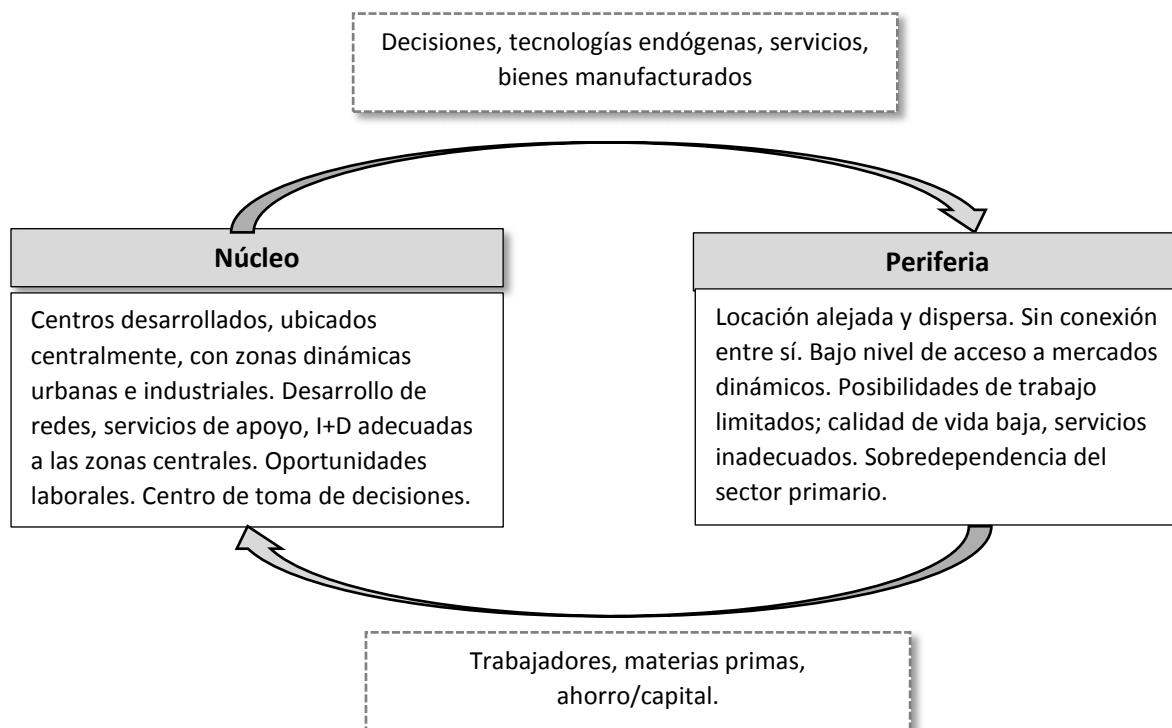 Decisiones, tecnologías endógenas, servicios,
bienes manufacturados
Núcleo
Centros desarrollados, ubicados
centralmente, con zonas dinámicas
urbanas e industriales. Desarrollo de
redes, servicios de apoyo, I+D adecuadas
a las zonas centrales. Oportunidades
laborales. Centro de toma de decisiones.
Periferia
Locación alejada y dispersa. Sin conexión
entre sí. Bajo nivel de acceso a mercados
dinámicos. Posibilidades de trabajo
limitados; calidad de vida baja, servicios
inadecuados. Sobredependencia del
sector primario.
Trabajadores, materias primas,
ahorro/capital.